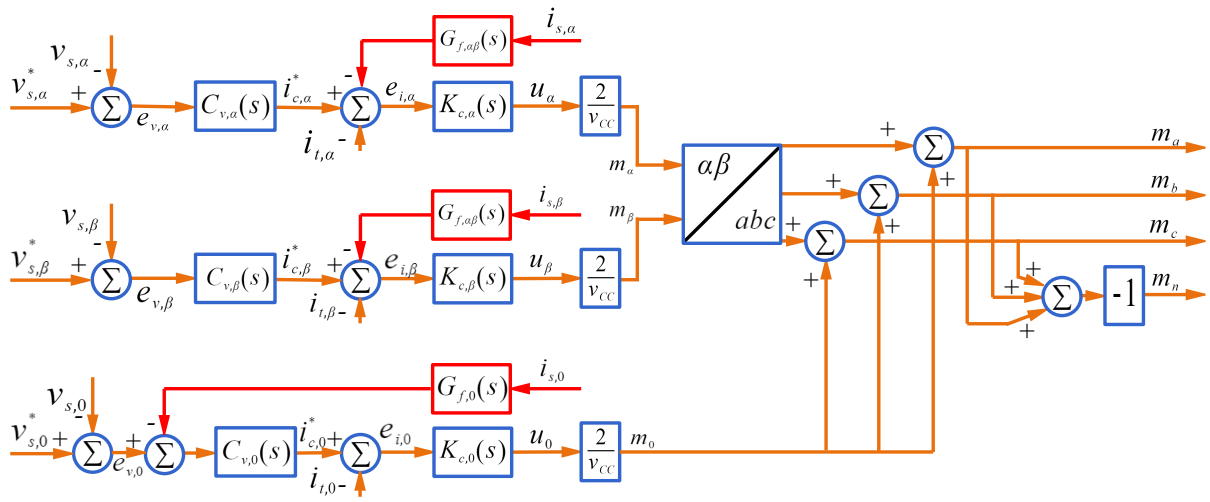 i_{s,α}
G_{f,αβ}(s)
v_{s,α} - -
v^*_{s,α} + Σ e_{v,α} C_{v,α}(s) i^*_{c,α} + Σ e_{i,α} K_{c,α}(s) u_α 2/v_{CC}
i_{t,α} -
m_α αβ + Σ + m_a
i_{s,β}
G_{f,αβ}(s)
v_{s,β} - -
m_β abc + Σ + m_b
v^*_{s,β} + Σ e_{v,β} C_{v,β}(s) i^*_{c,β} + Σ e_{i,β} K_{c,β}(s) u_β 2/v_{CC}
+ Σ + m_c
i_{t,β} -
+ + + Σ -1 m_n
i_{s,0}
G_{f,0}(s)
v_{s,0} - -
v^*_{s,0} + Σ e_{v,0} + Σ C_{v,0}(s) i^*_{c,0} + Σ e_{i,0} K_{c,0}(s) u_0 2/v_{CC} m_0
i_{t,0} -